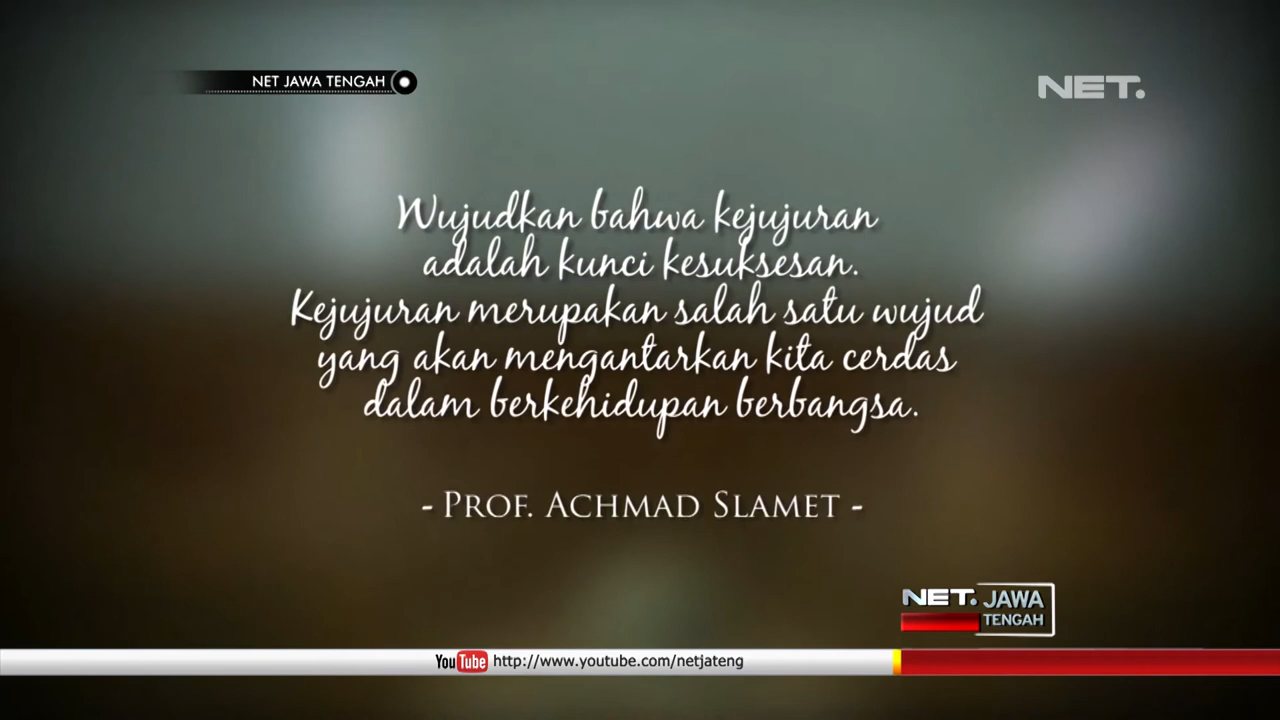 NET JAWA TENGAH
NET.
Wujudkan bahwa kejujuran
adalah kunci kesuksesan.
Kejujuran merupakan salah satu wujud
yang akan mengantarkan kita cerdas
dalam berkehidupan berbangsa.
- PROF. ACHMAD SLAMET -
NET. JAWA
TENGAH
YouTube http://www.youtube.com/netjateng